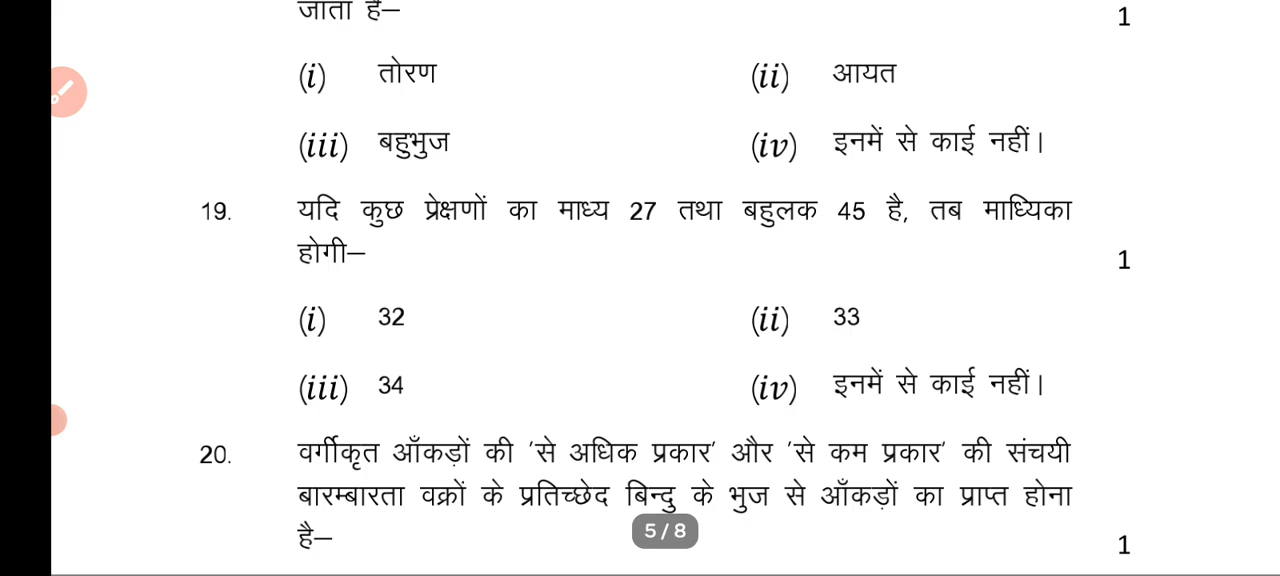 जाता है– 1
(i) तोरण (ii) आयत
(iii) बहुभुज (iv) इनमें से काई नहीं।
19. यदि कुछ प्रेक्षणों का माध्य 27 तथा बहुलक 45 है, तब माध्यिका
होगी– 1
(i) 32 (ii) 33
(iii) 34 (iv) इनमें से काई नहीं।
20. वर्गीकृत आँकड़ों की 'से अधिक प्रकार' और 'से कम प्रकार' की संचयी
बारम्बारता वक्रों के प्रतिच्छेद बिन्दु के भुज से आँकड़ों का प्राप्त होना
है– 1
5 / 8